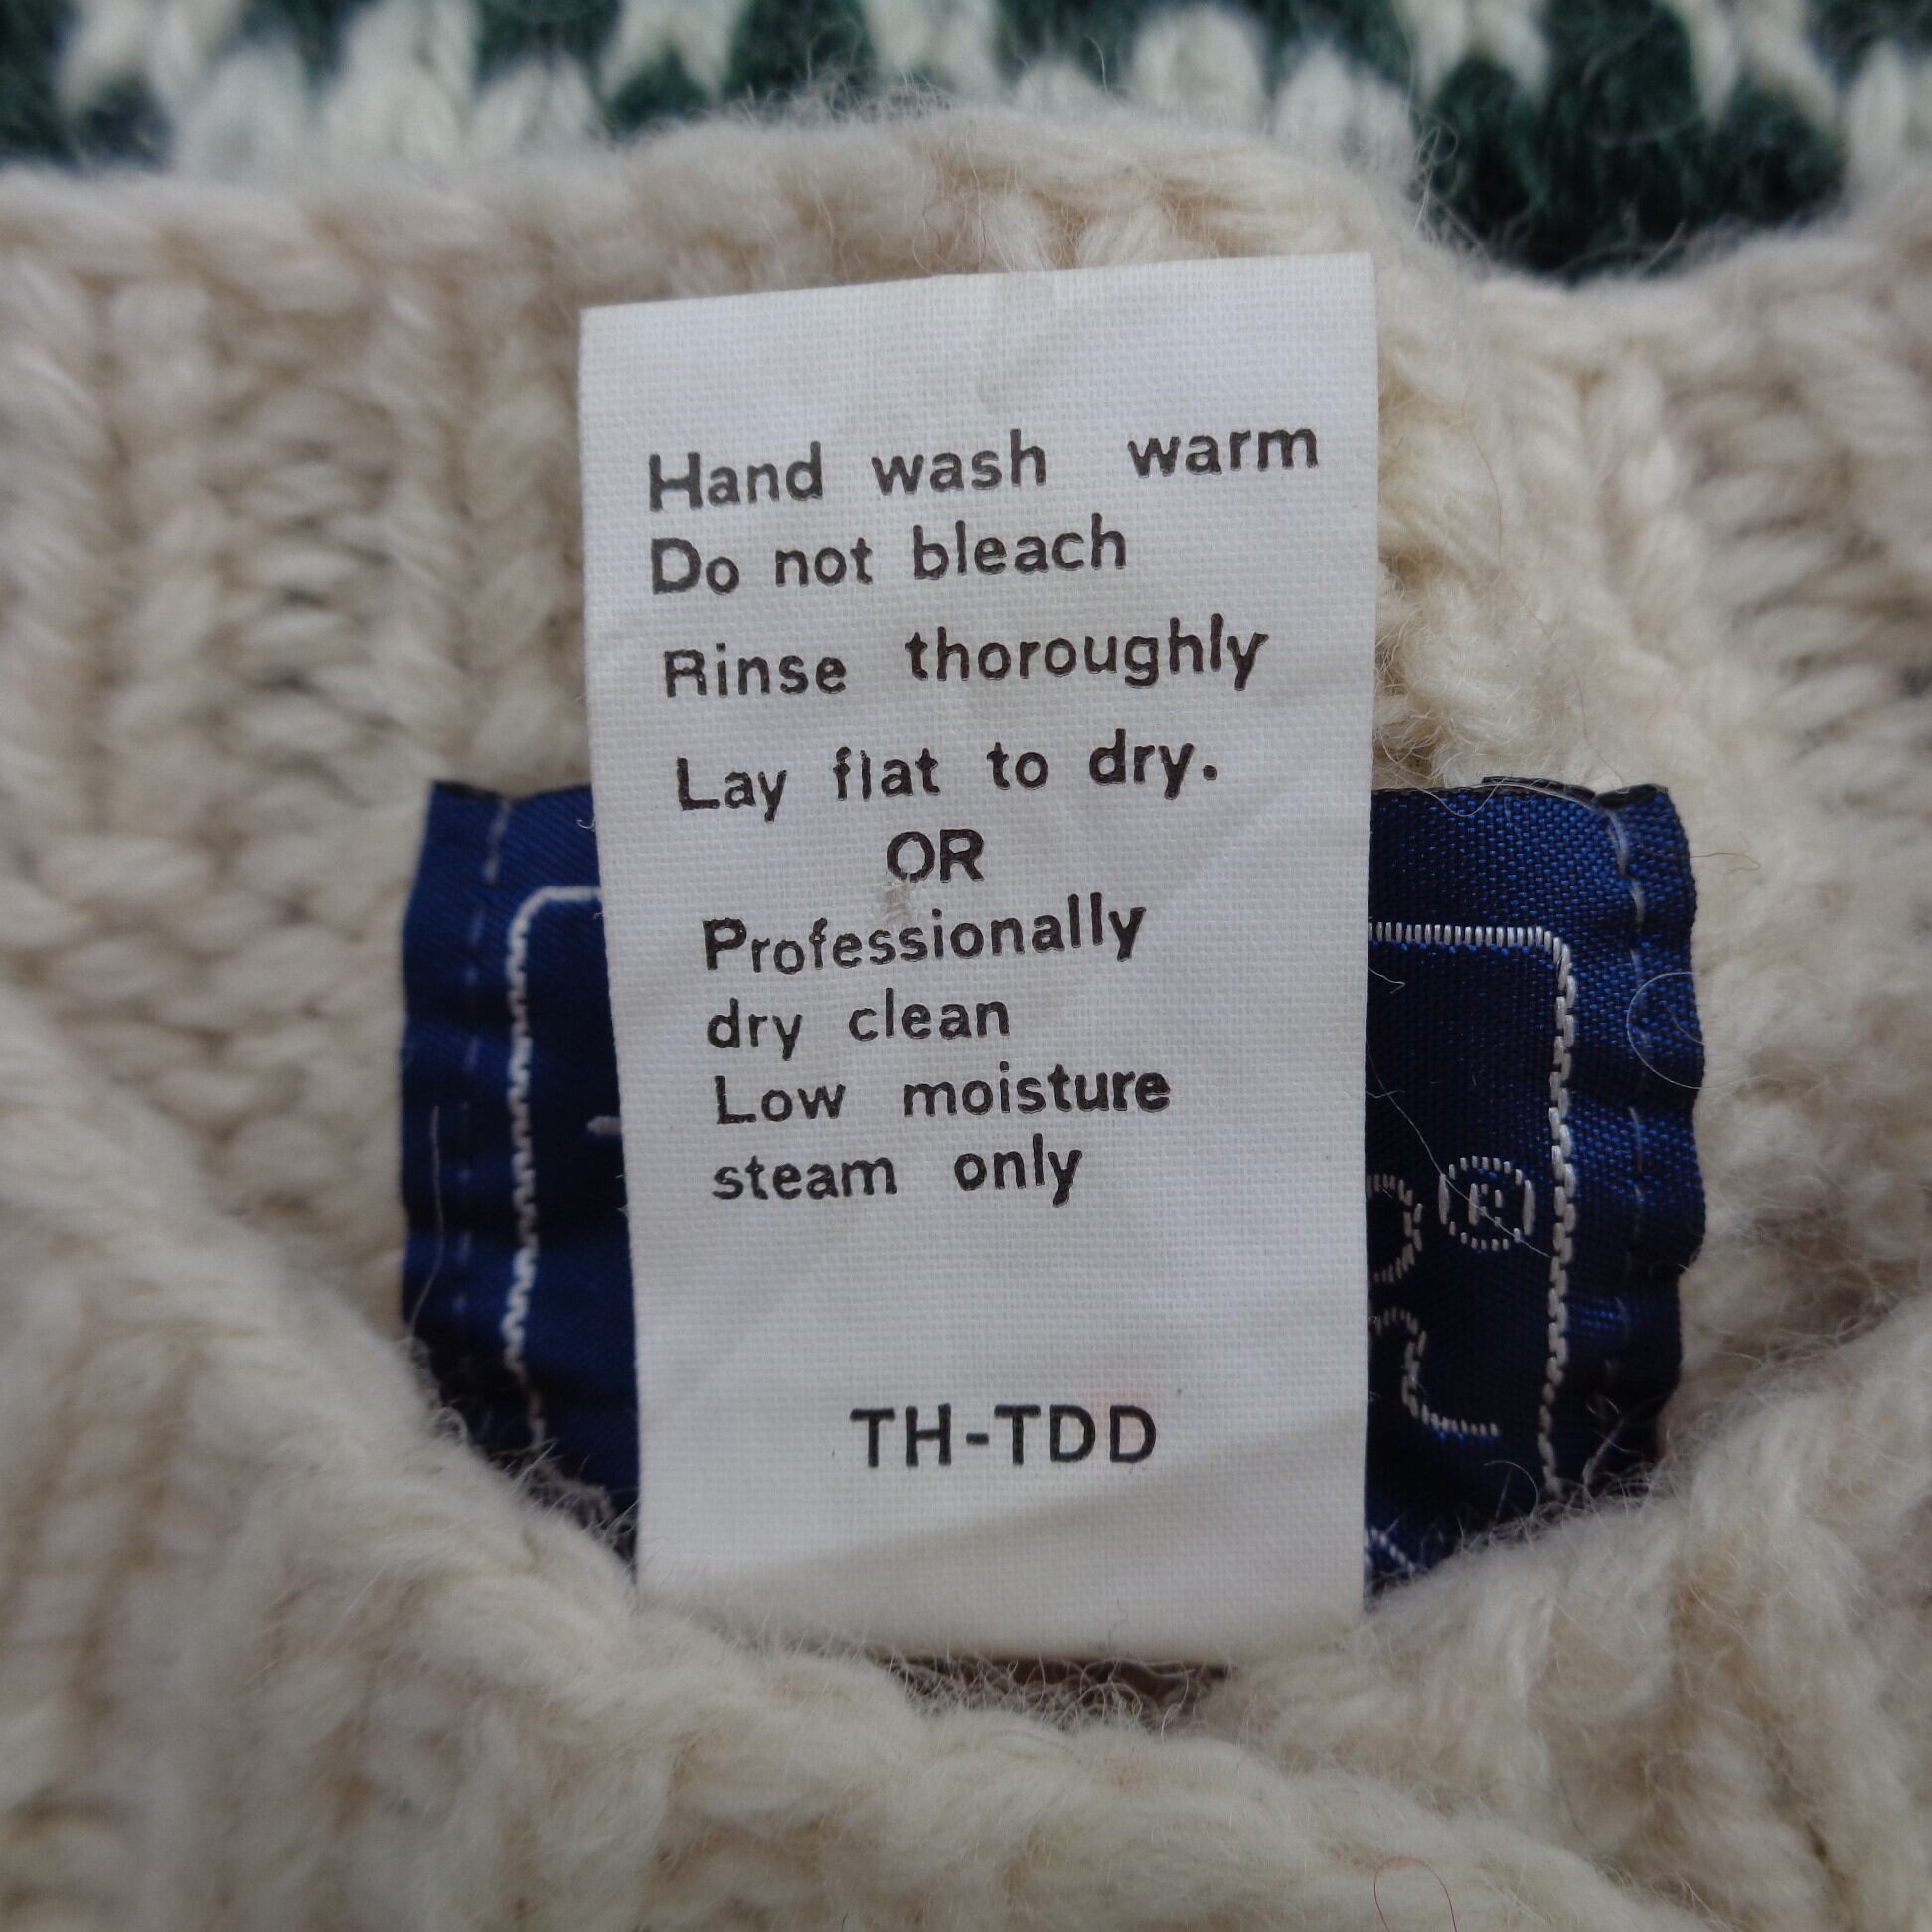 Hand wash warm
Do not bleach
Rinse thoroughly
Lay flat to dry.
OR
Professionally
dry clean
Low moisture
steam only
TH-TDD
®